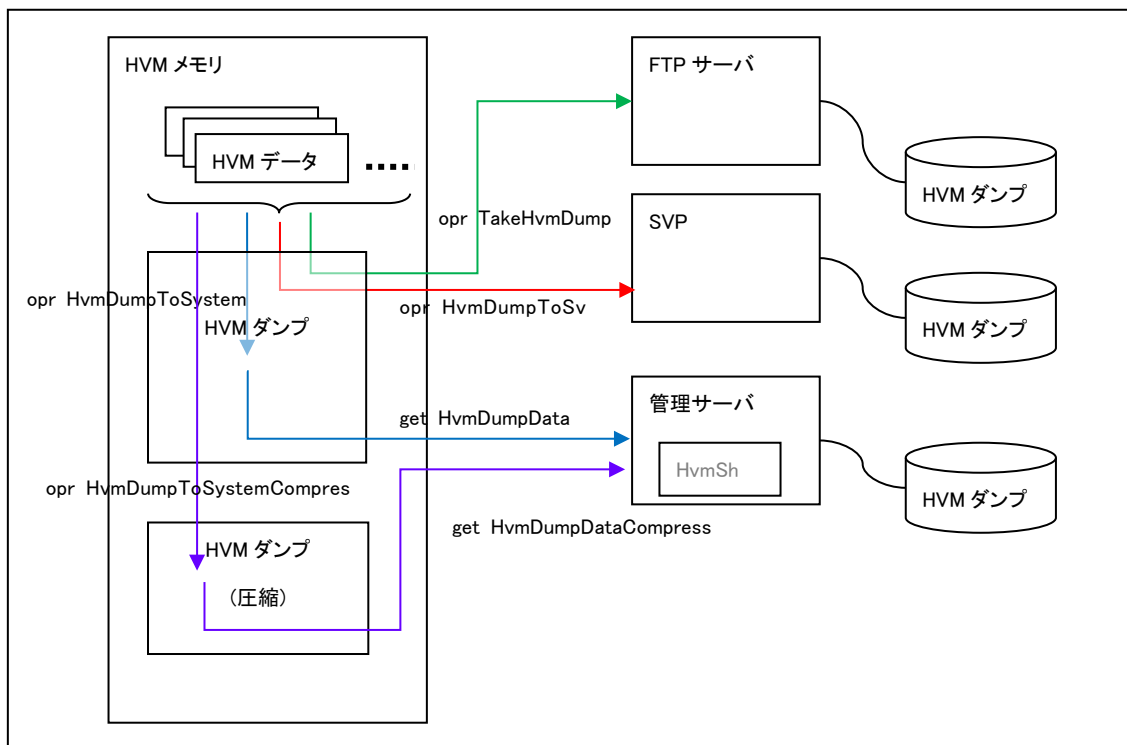 HVM メモリ
HVM データ
FTP サーバ
HVM ダンプ
opr TakeHvmDump
SVP
opr HvmDumpToSystem
opr HvmDumpToSv
HVM ダンプ
HVM ダンプ
管理サーバ
get HvmDumpData
HvmSh
opr HvmDumpToSystemCompres
HVM ダンプ
get HvmDumpDataCompress
HVM ダンプ
(圧縮)